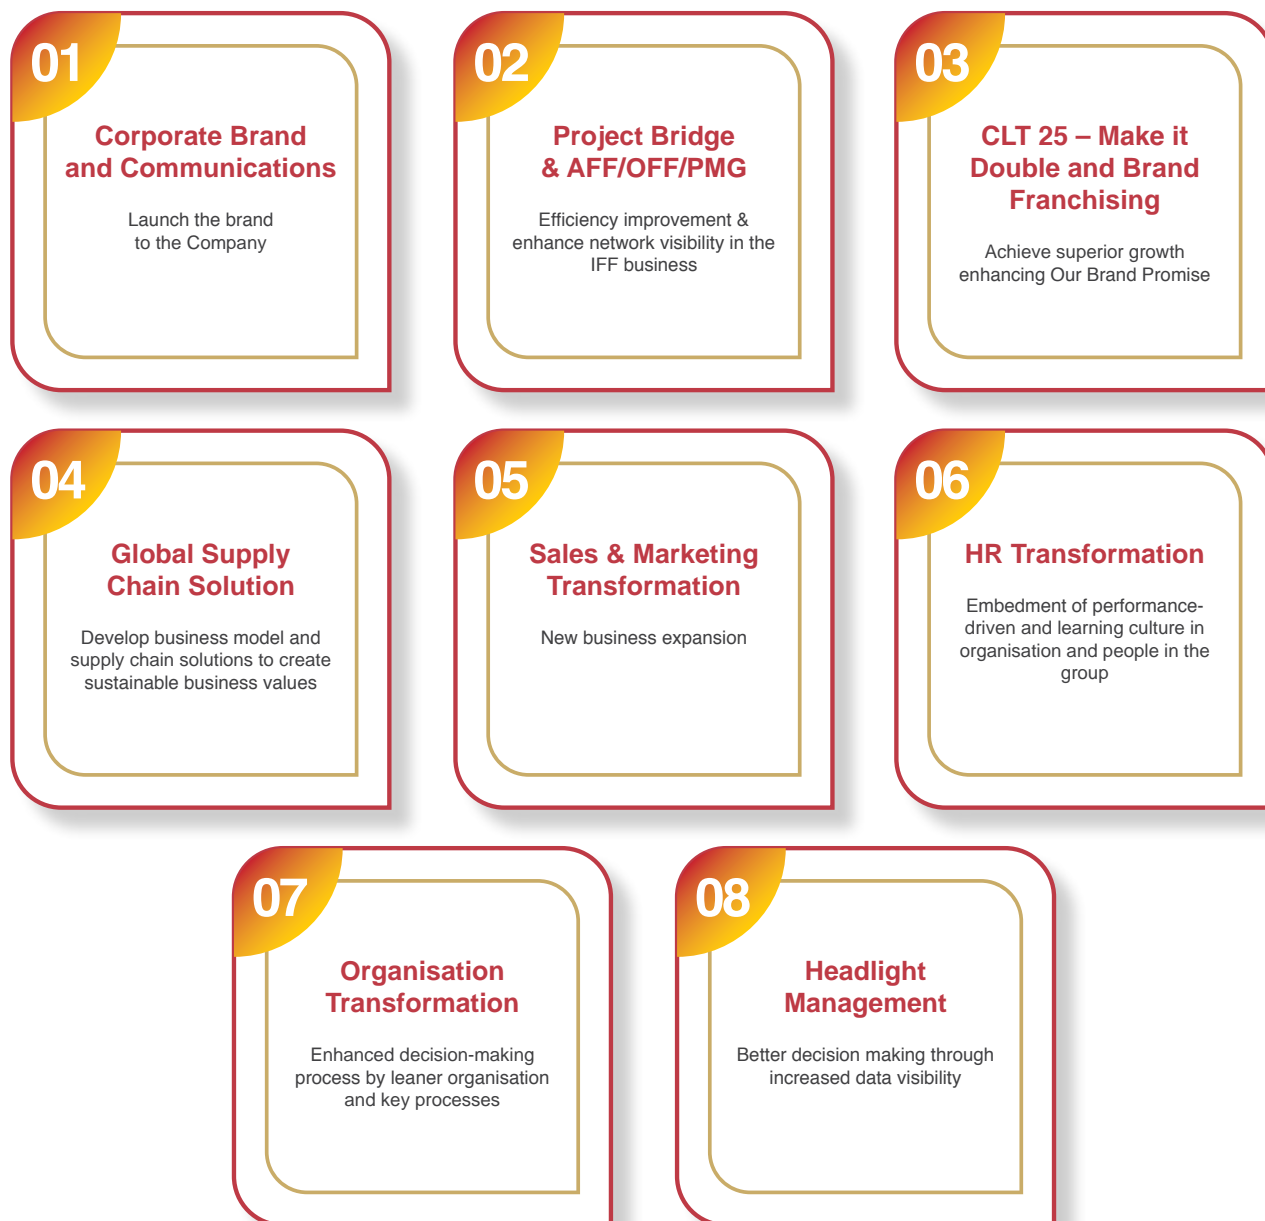 01
Corporate Brand
and Communications
Launch the brand
to the Company
02
Project Bridge
& AFF/OFF/PMG
Efficiency improvement &
enhance network visibility in the
IFF business
03
CLT 25 – Make it
Double and Brand
Franchising
Achieve superior growth
enhancing Our Brand Promise
04
Global Supply
Chain Solution
Develop business model and
supply chain solutions to create
sustainable business values
05
Sales & Marketing
Transformation
New business expansion
06
HR Transformation
Embedment of performance-
driven and learning culture in
organisation and people in the
group
07
Organisation
Transformation
Enhanced decision-making
process by leaner organisation
and key processes
08
Headlight
Management
Better decision making through
increased data visibility